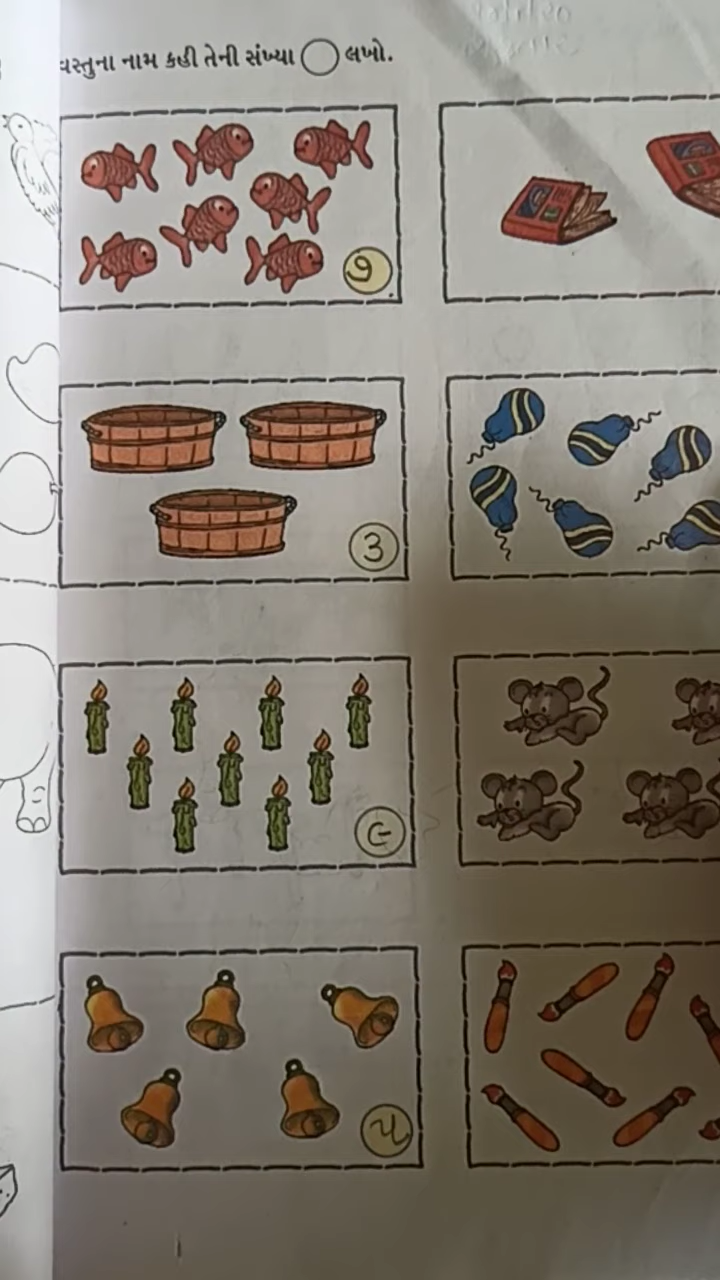 વસ્તુના નામ કહી તેની સંખ્યા ◯ લખો.
૭
૩
૯
૫